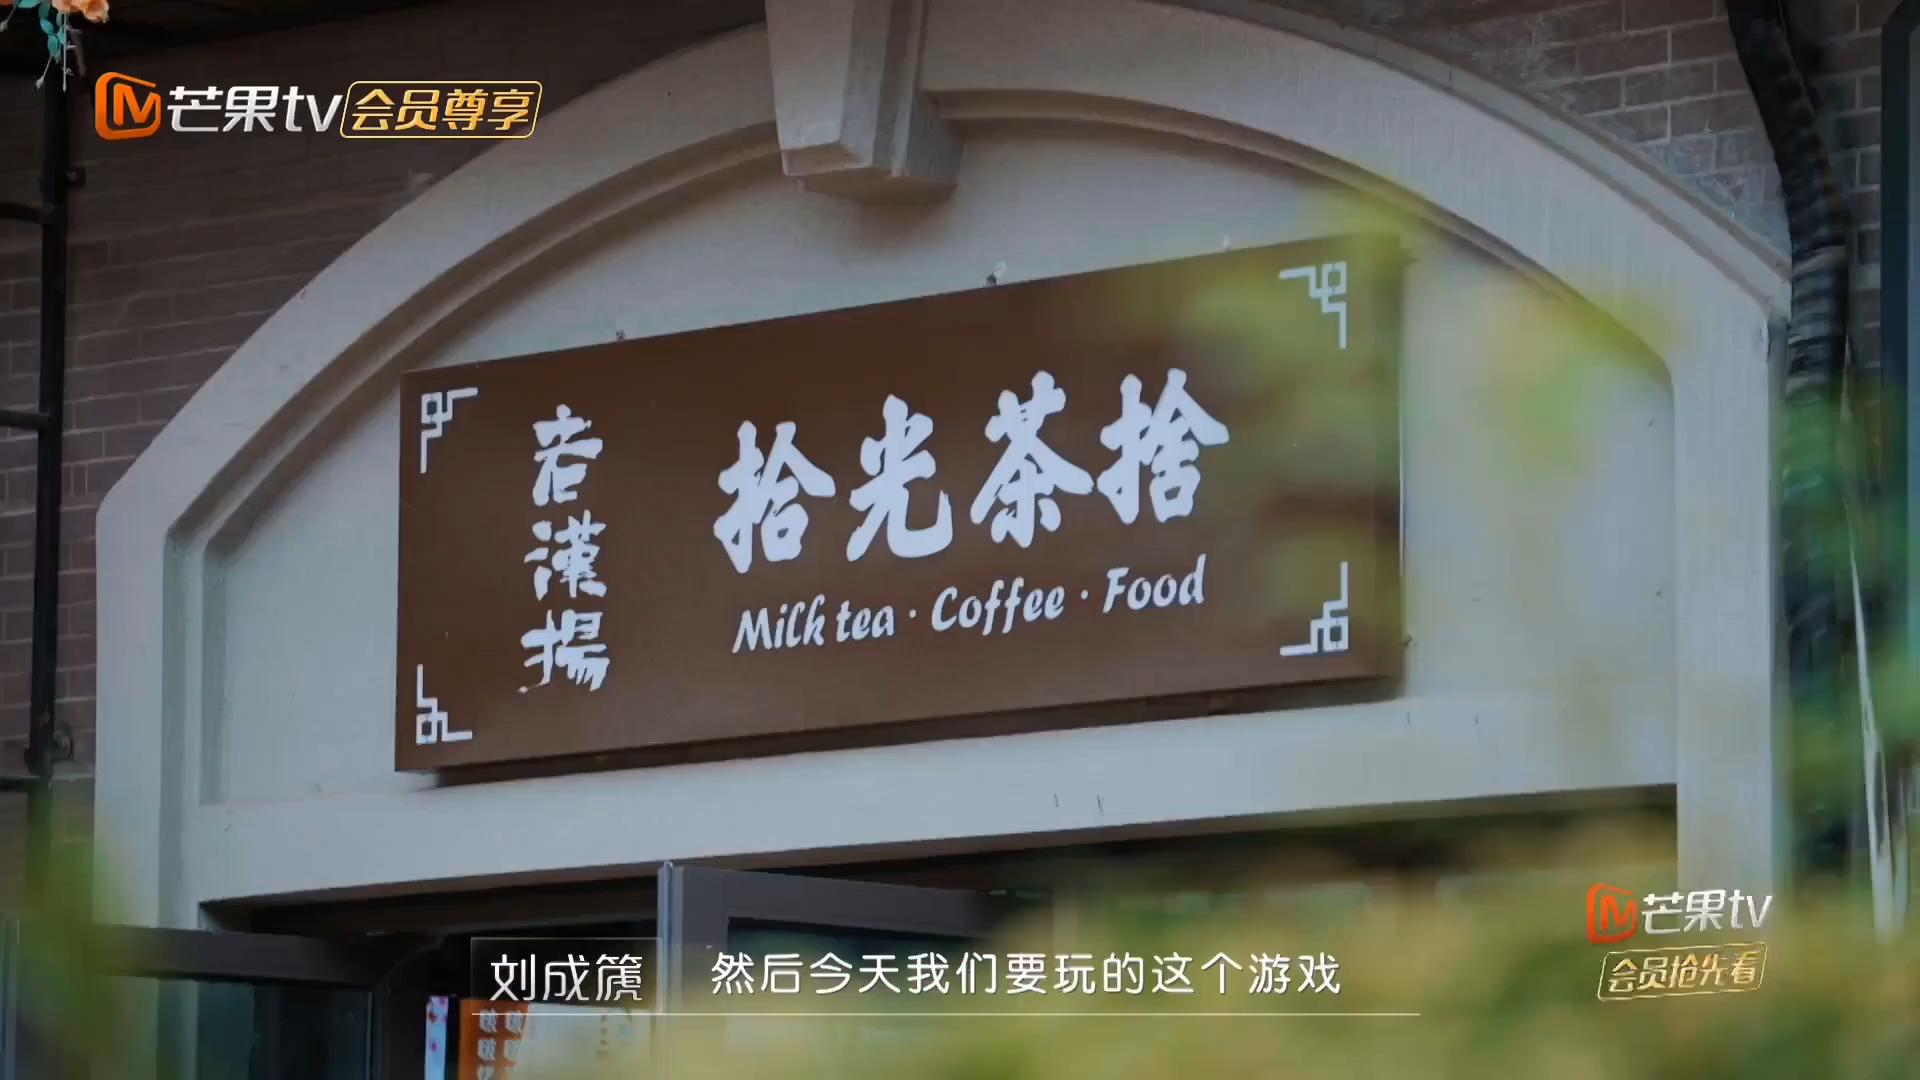 芒果tv会员尊享
老漢揚
拾光茶捨
Milk tea · Coffee · Food
芒果tv
会员抢先看
刘成篪 然后今天我们要玩的这个游戏